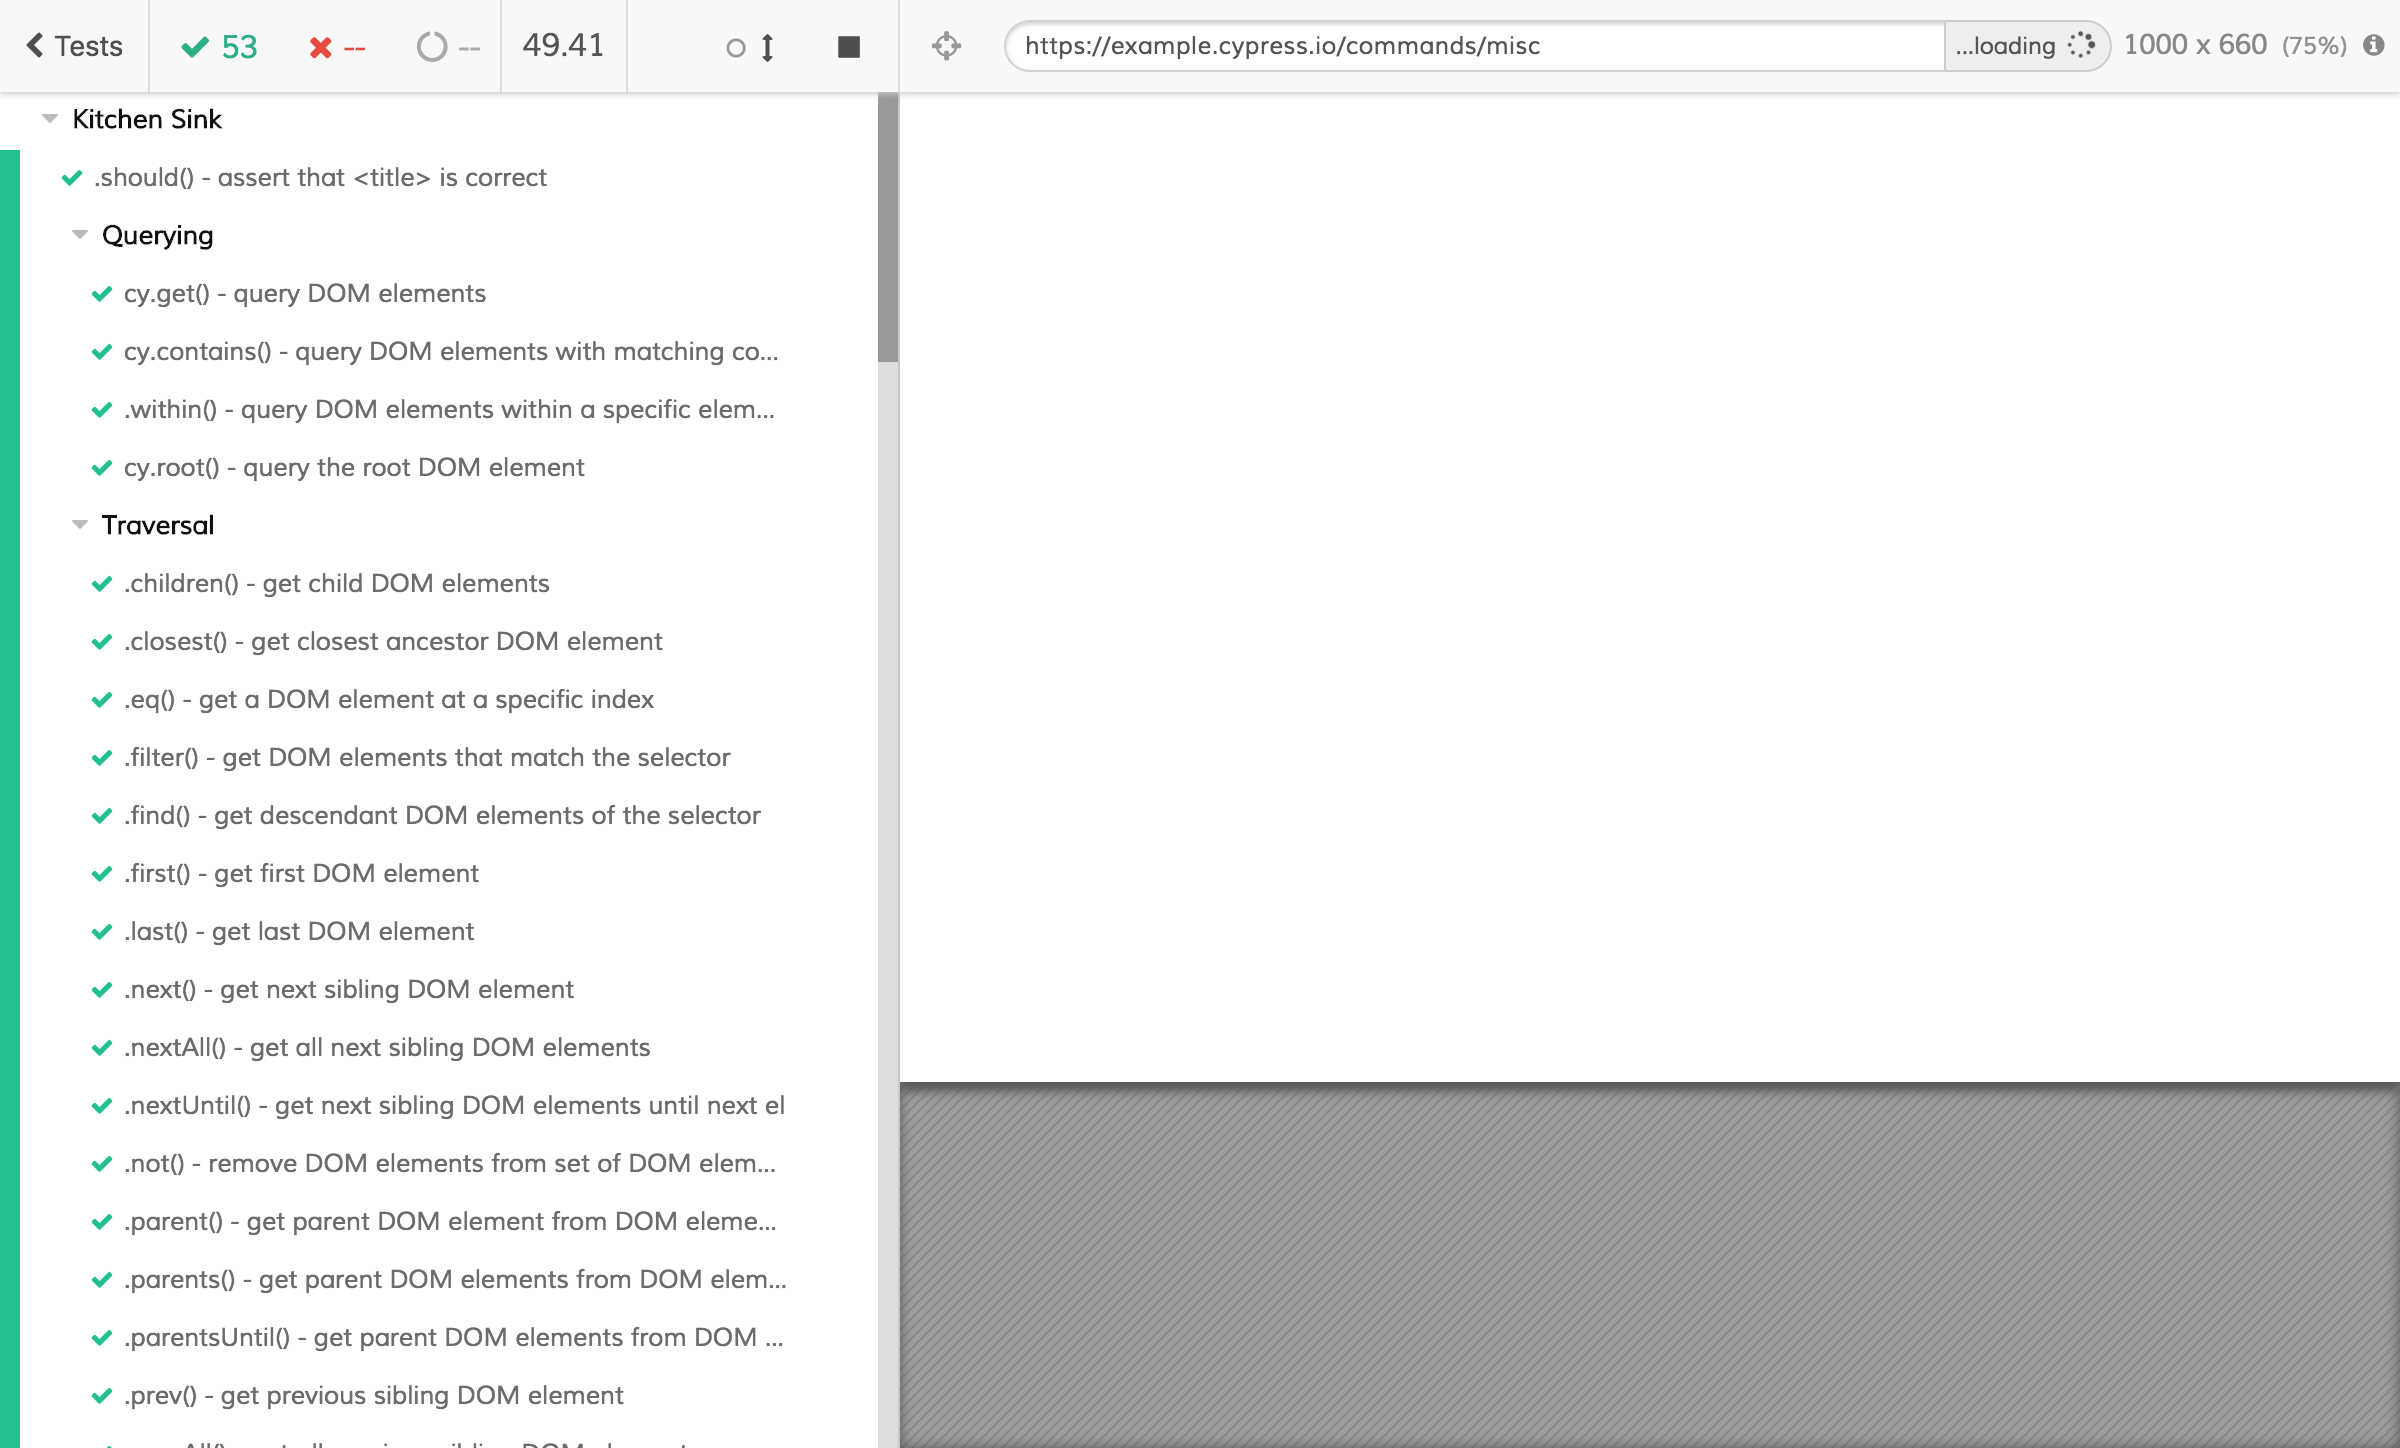 Tests 53 -- -- 49.41 https://example.cypress.io/commands/misc ...loading 1000 x 660 (75%)
Kitchen Sink
.should() - assert that <title> is correct
Querying
cy.get() - query DOM elements
cy.contains() - query DOM elements with matching co...
.within() - query DOM elements within a specific elem...
cy.root() - query the root DOM element
Traversal
.children() - get child DOM elements
.closest() - get closest ancestor DOM element
.eq() - get a DOM element at a specific index
.filter() - get DOM elements that match the selector
.find() - get descendant DOM elements of the selector
.first() - get first DOM element
.last() - get last DOM element
.next() - get next sibling DOM element
.nextAll() - get all next sibling DOM elements
.nextUntil() - get next sibling DOM elements until next el
.not() - remove DOM elements from set of DOM elem...
.parent() - get parent DOM element from DOM eleme...
.parents() - get parent DOM elements from DOM elem...
.parentsUntil() - get parent DOM elements from DOM ...
.prev() - get previous sibling DOM element